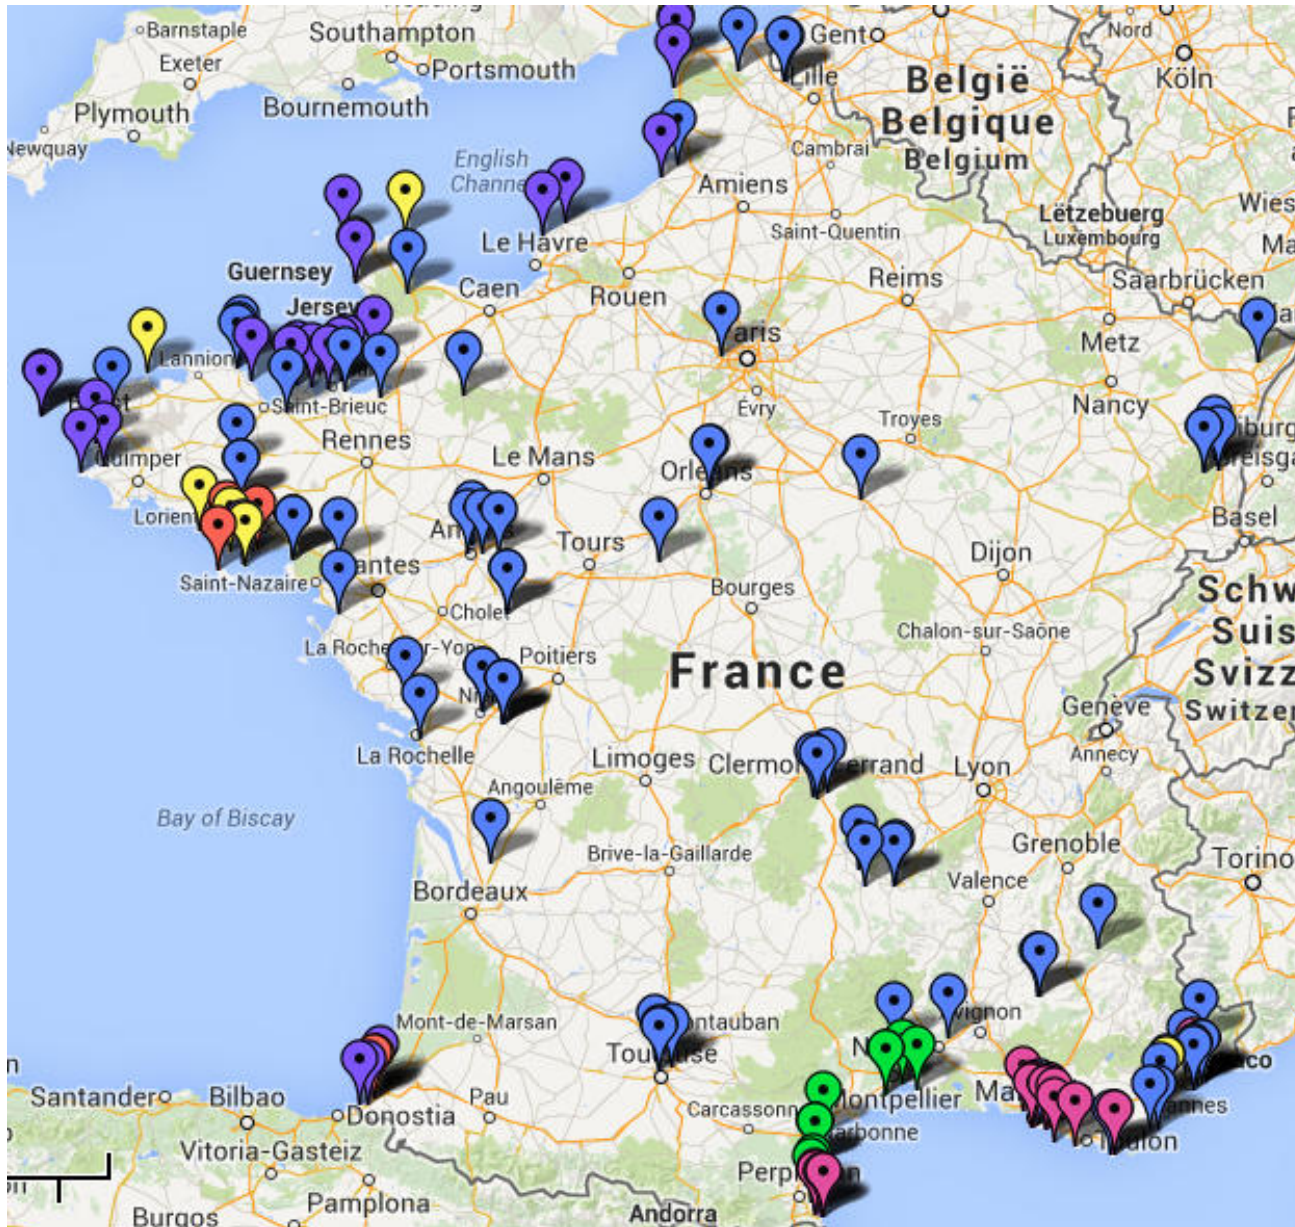 Barnstaple
Southampton
Nord
Gent
Exeter
Portsmouth
Lille
België
Köln
Bournemouth
Plymouth
Belgique
Newquay
English
Cambrai
Belgium
Amiens
Lëtzebuerg
Saint-Quentin
Luxembourg
Le Havre
Guernsey
Rouen
Reims
Saarbrücken
Caen
Jersey
Metz
Lannion
Évry
Nancy
Saint-Brieuc
Troyes
Rennes
Le Mans
Quimper
Basel
Tours
Dijon
Saint-Nazaire
Bourges
Cholet
Chalon-sur-Saône
Poitiers
France
Genève
La Rochelle
Annecy
Limoges
Lyon
Angoulême
Bay of Biscay
Grenoble
Torino
Brive-la-Gaillarde
Valence
Bordeaux
Mont-de-Marsan
Santander
Bilbao
Pau
Donostia
Vitoria-Gasteiz
Pamplona
Andorra
Burgos